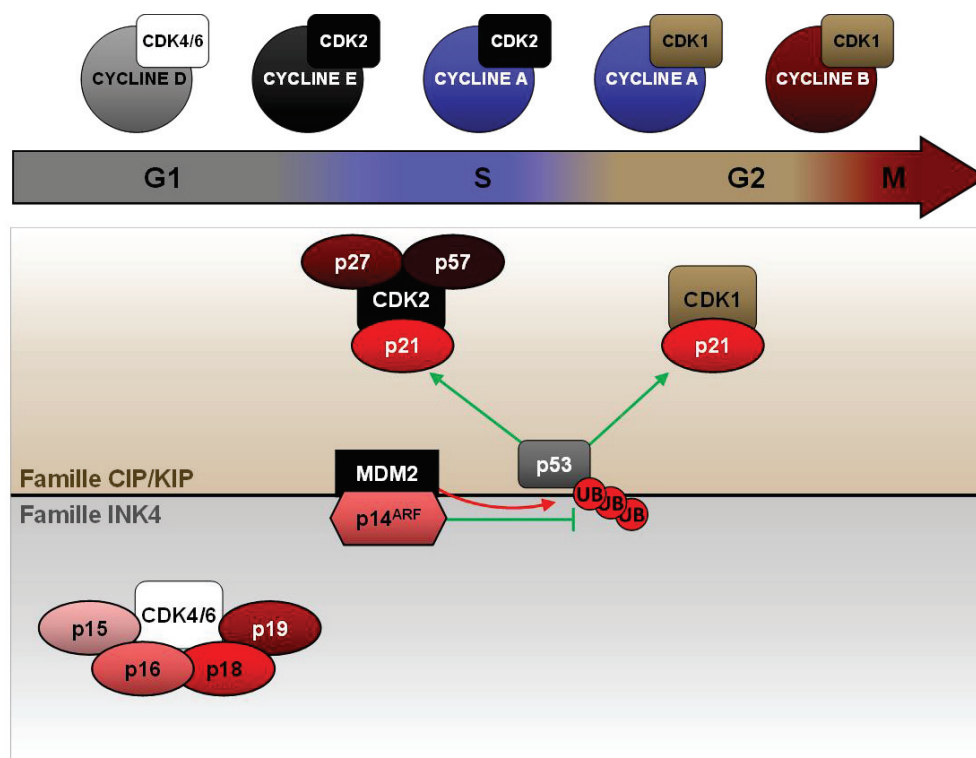 CDK4/6
CYCLINE D
CDK2
CYCLINE E
CDK2
CYCLINE A
CDK1
CYCLINE A
CDK1
CYCLINE B
G1 S G2 M
p27 p57
CDK2
p21
CDK1
p21
p53
MDM2
Famille CIP/KIP
UB
UB
UB
Famille INK4
p14ARF
CDK4/6
p15
p19
p16
p18